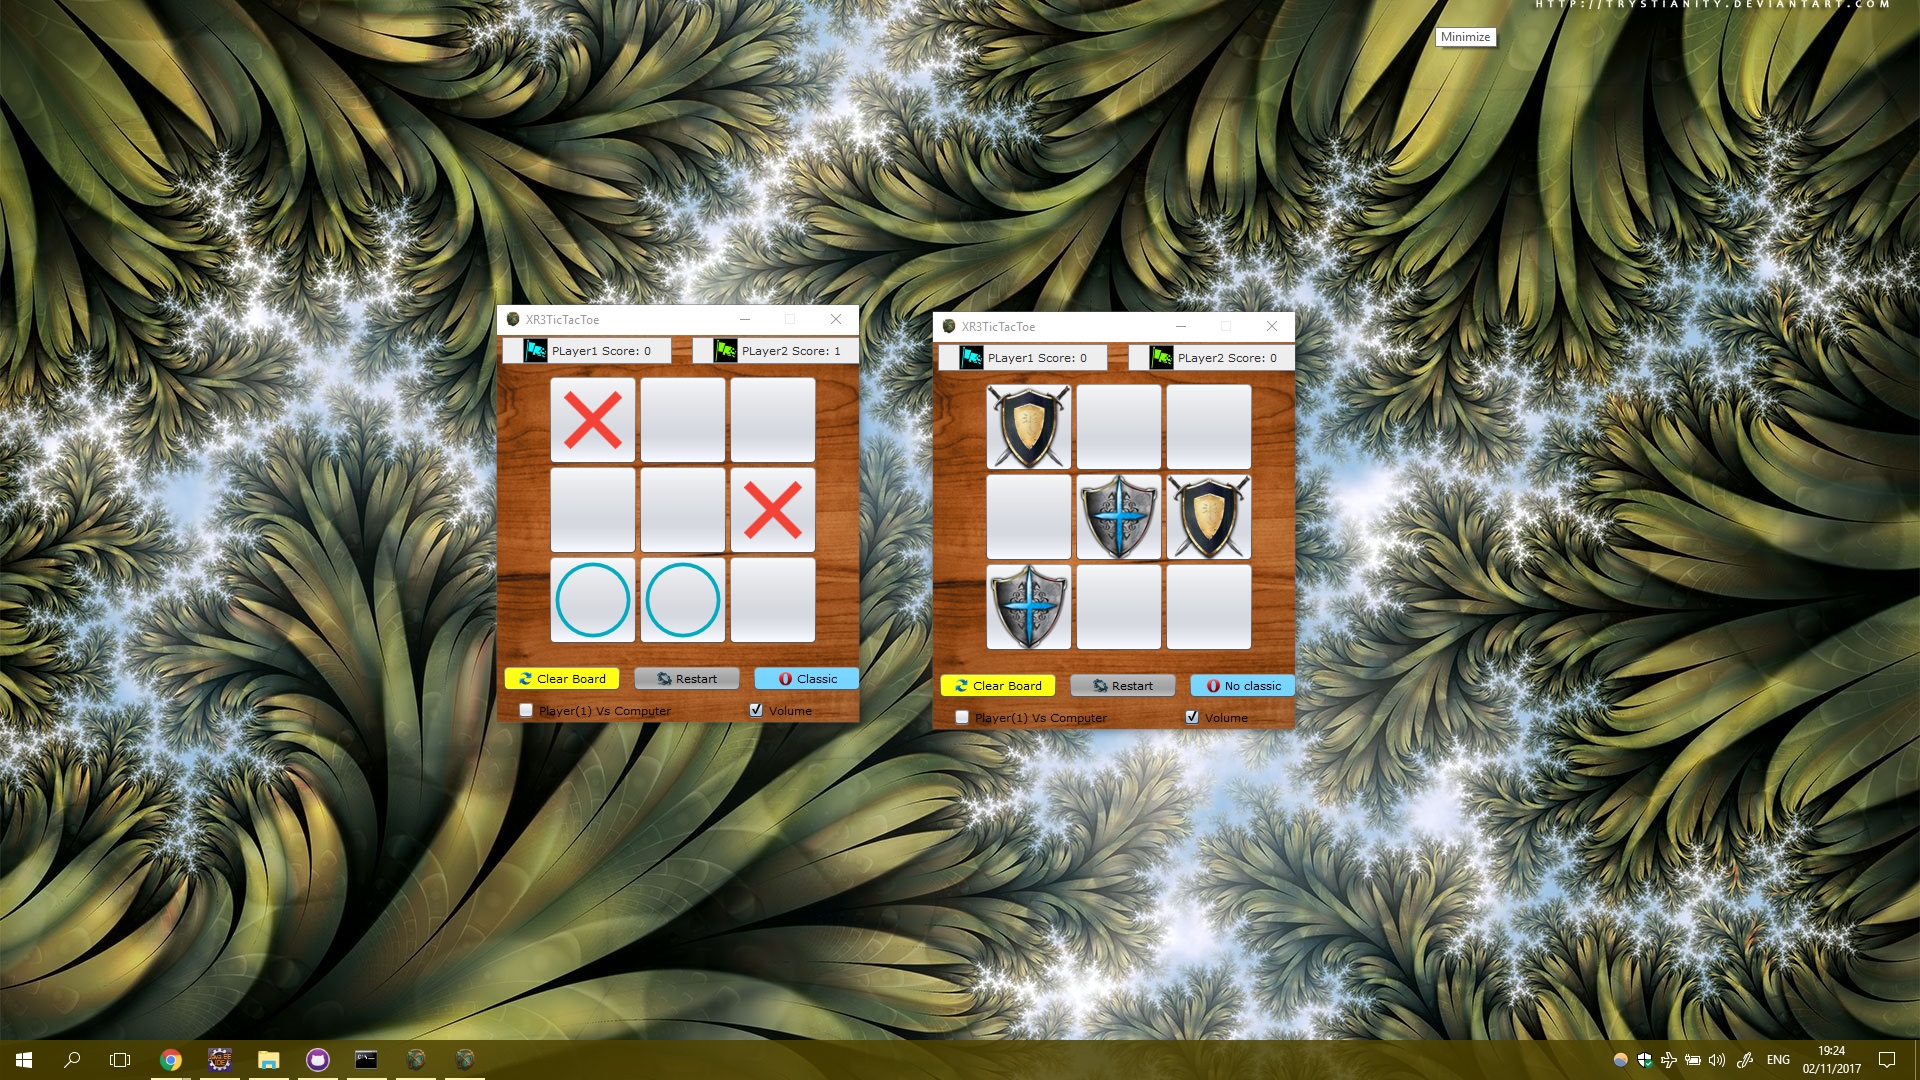 HTTP://TRYSTIANITY.DEVIANTART.COM
Minimize
XR3TicTacToe
PLayer1 Score: 0
PLayer2 Score: 1
Clear Board
Restart
Classic
Player(1) Vs Computer
Volume
XR3TicTacToe
PLayer1 Score: 0
PLayer2 Score: 0
Clear Board
Restart
No classic
Player(1) Vs Computer
Volume
ENG
19:24
02/11/2017